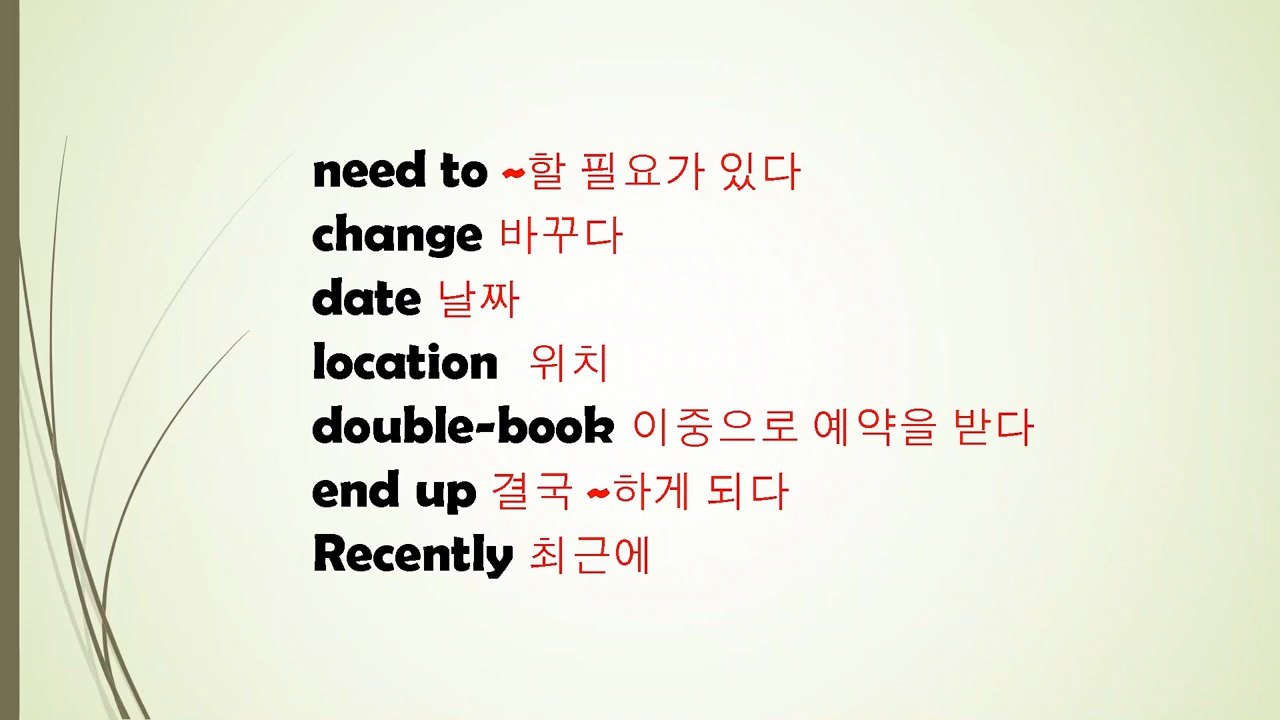 need to ~할 필요가 있다
change 바꾸다
date 날짜
location 위치
double-book 이중으로 예약을 받다
end up 결국 ~하게 되다
Recently 최근에